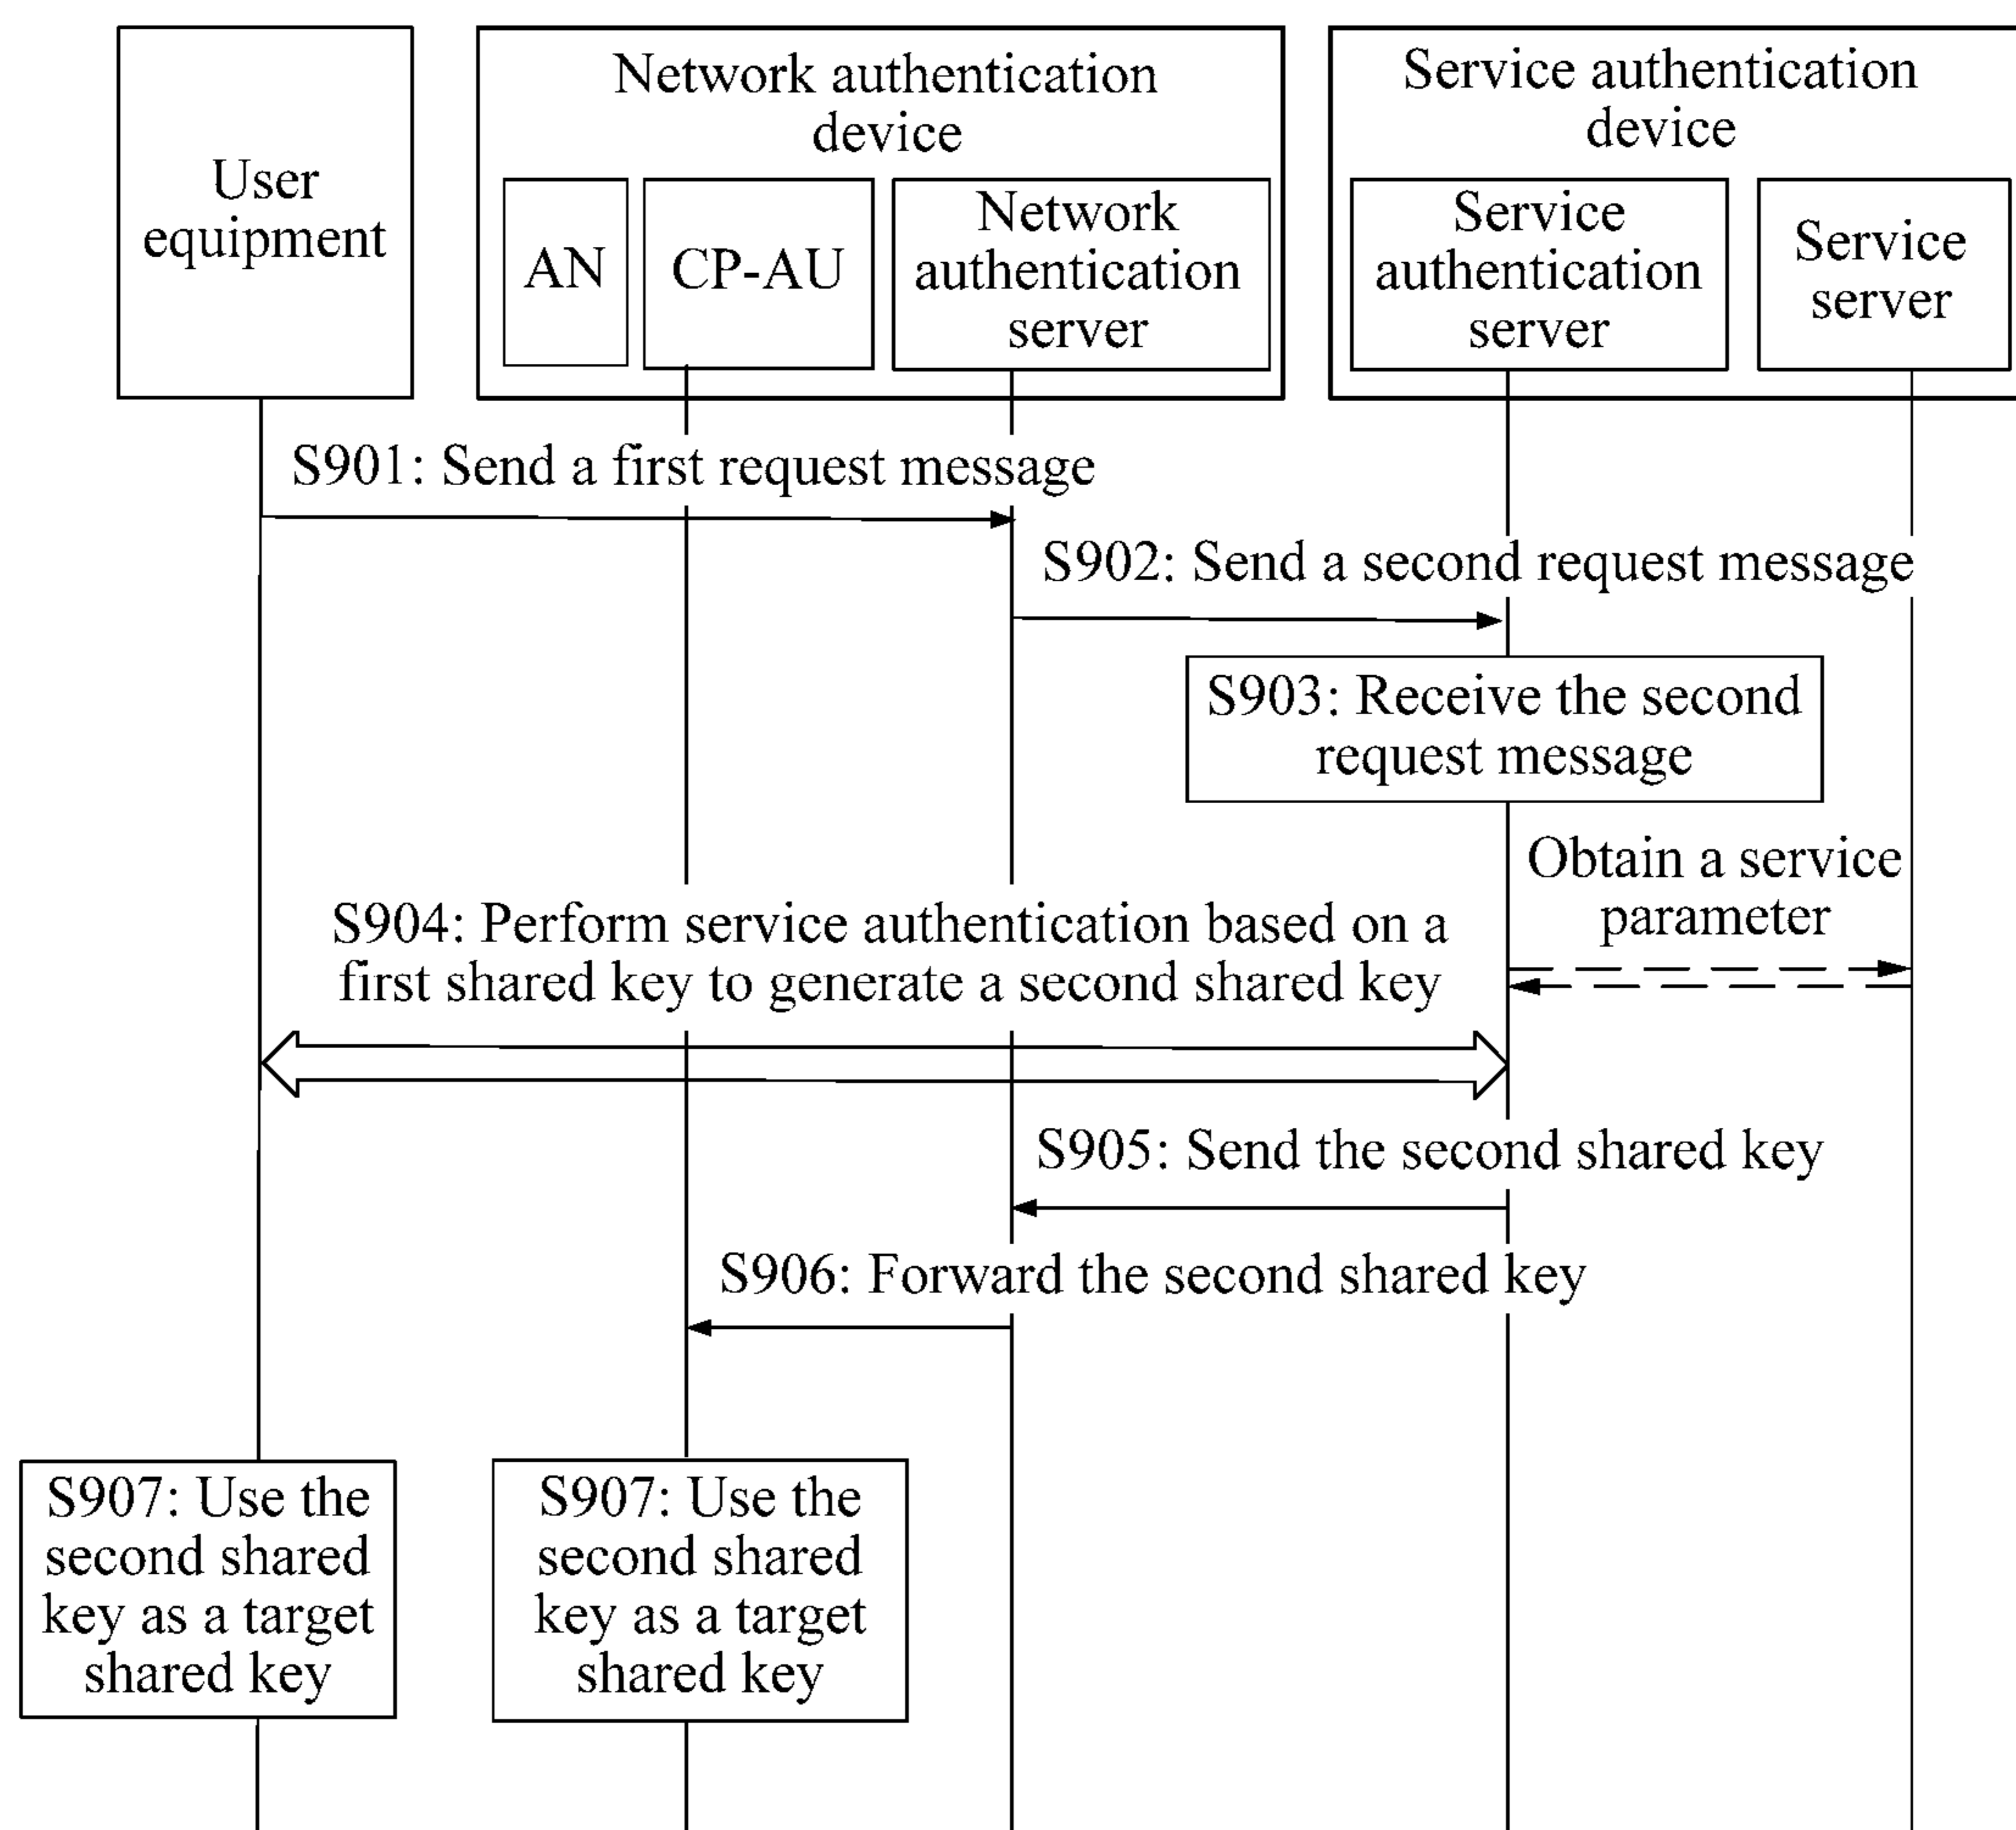 User
equipment
Network authentication
device
AN
CP-AU
Network
authentication
server
Service authentication
device
Service
authentication
server
Service
server
S901: Send a first request message
S902: Send a second request message
S903: Receive the second
request message
Obtain a service
parameter
S904: Perform service authentication based on a
first shared key to generate a second shared key
S905: Send the second shared key
S906: Forward the second shared key
S907: Use the
second shared
key as a target
shared key
S907: Use the
second shared
key as a target
shared key